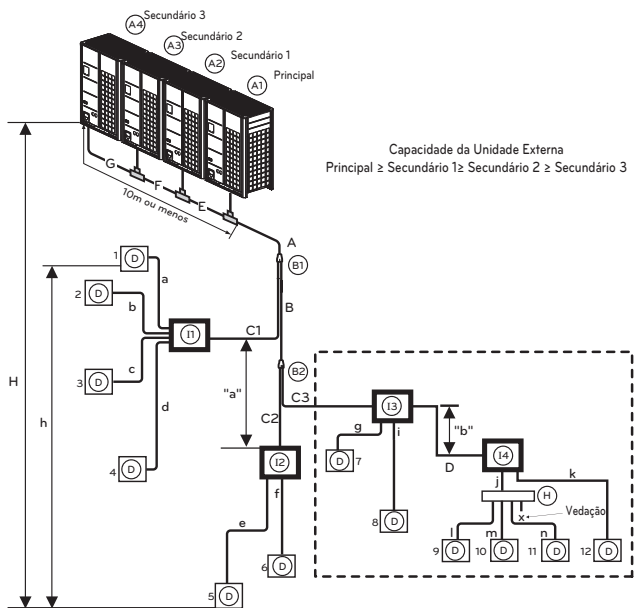 A4 Secundário 3
A3 Secundário 2
A2 Secundário 1
A1 Principal
Capacidade da Unidade Externa
Principal ≥ Secundário 1≥ Secundário 2 ≥ Secundário 3
G
F
E
10m ou menos
A
B1
B
1 D
a
2 D
b
I1
C1
3 D
c
d
4 D
H
h
"a"
B2
C2
C3
I2
e
f
5 D
6 D
I3
g
i
"b"
D 7
8 D
D
I4
j
k
H
x
Vedação
l
m
n
9 D
10 D
11 D
12 D